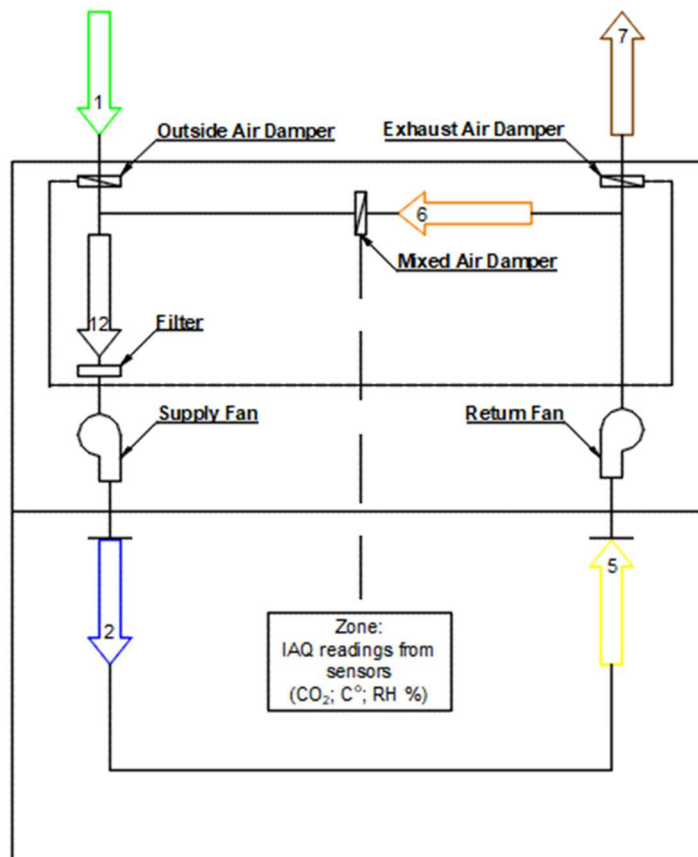 7
1
Outside Air Damper
Exhaust Air Damper
6
Mixed Air Damper
12
Filter
Supply Fan
Return Fan
2
5
Zone:
IAQ readings from
sensors
(CO₂; C°; RH %)